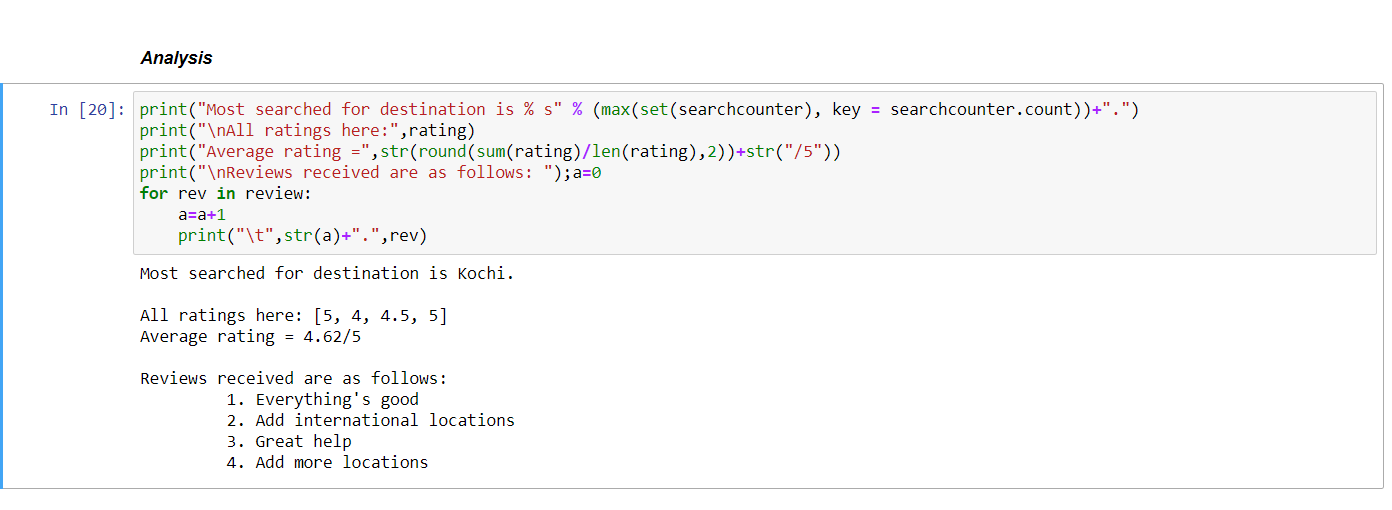 Analysis
In [20]: print("Most searched for destination is % s" % (max(set(searchcounter), key = searchcounter.count))+".")
print("\nAll ratings here:",rating)
print("Average rating =",str(round(sum(rating)/len(rating),2))+str("/5"))
print("\nReviews received are as follows: ");a=0
for rev in review:
    a=a+1
    print("\t",str(a)+".",rev)
Most searched for destination is Kochi.
All ratings here: [5, 4, 4.5, 5]
Average rating = 4.62/5
Reviews received are as follows:
1. Everything's good
2. Add international locations
3. Great help
4. Add more locations